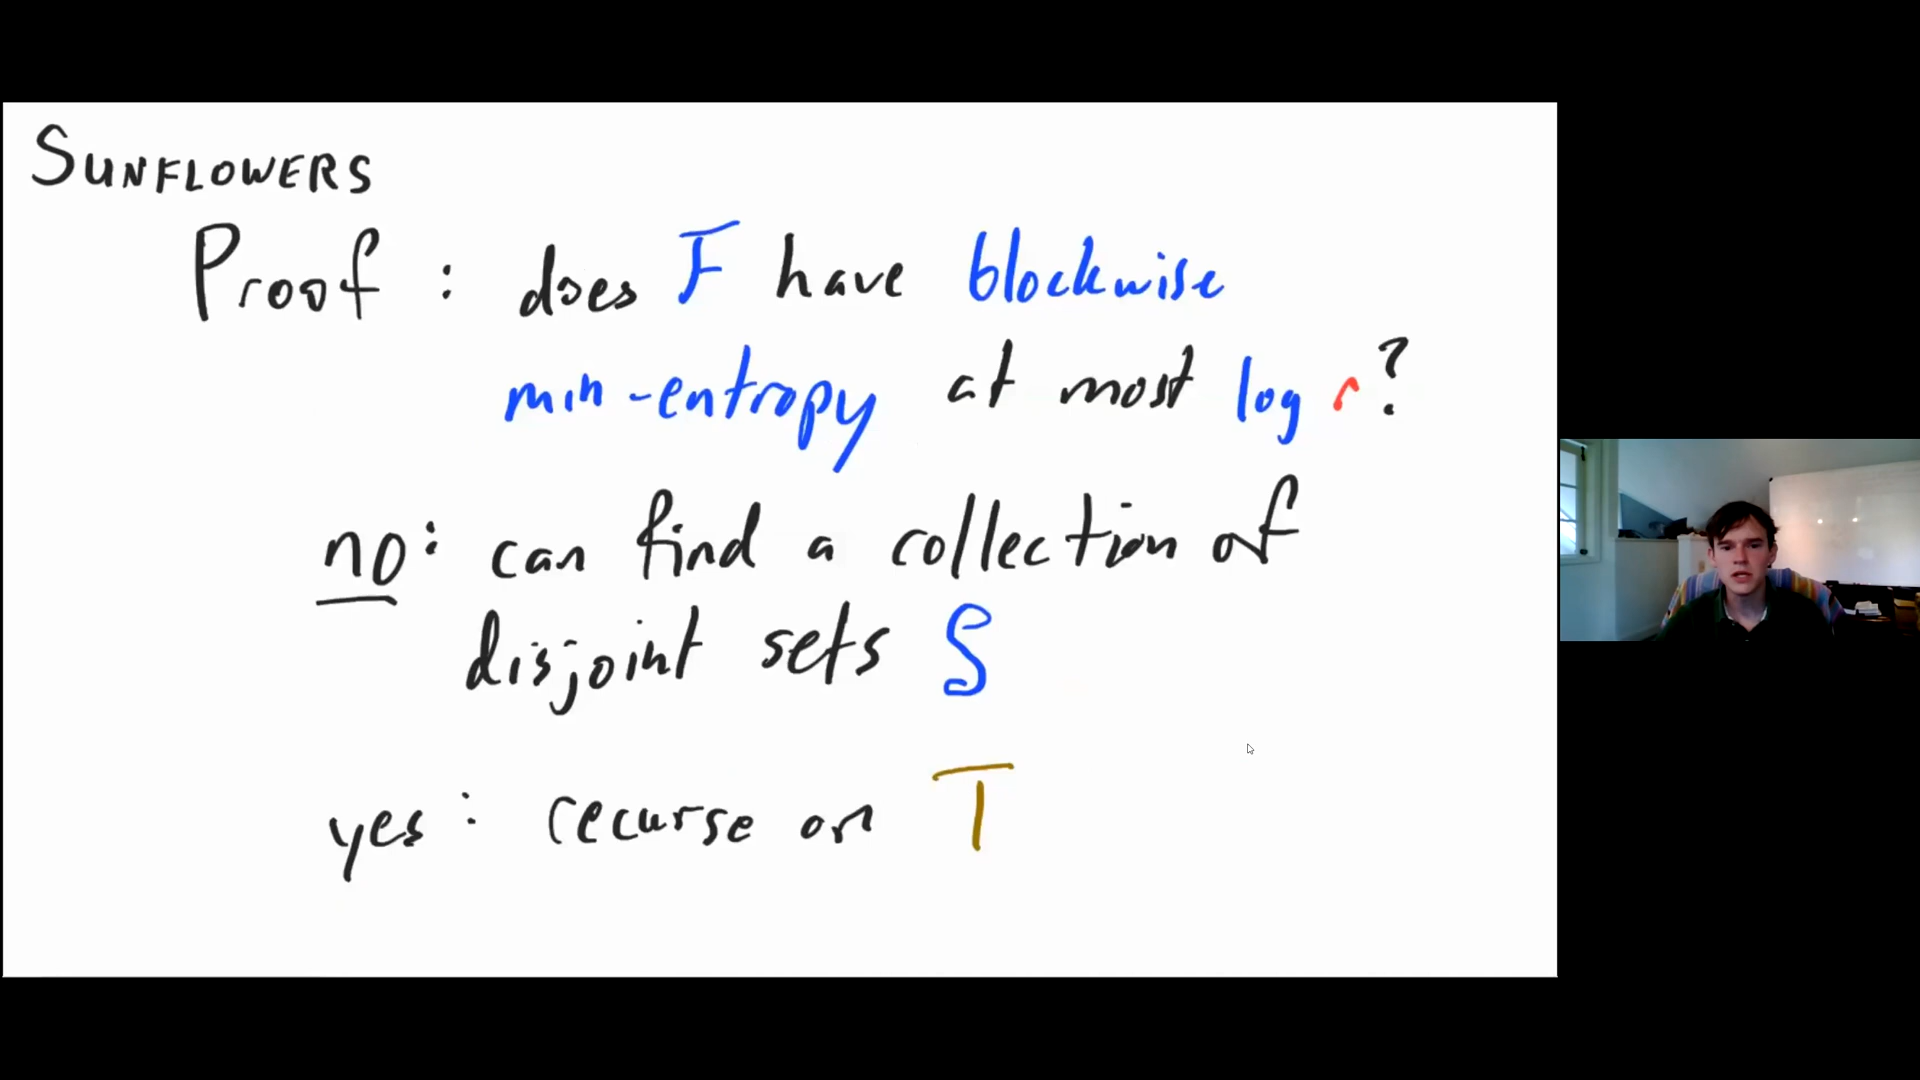 SUNFLOWERS
Proof : does F have blockwise
min-entropy at most log r?
no: can find a collection of
disjoint sets S
yes: recurse on T